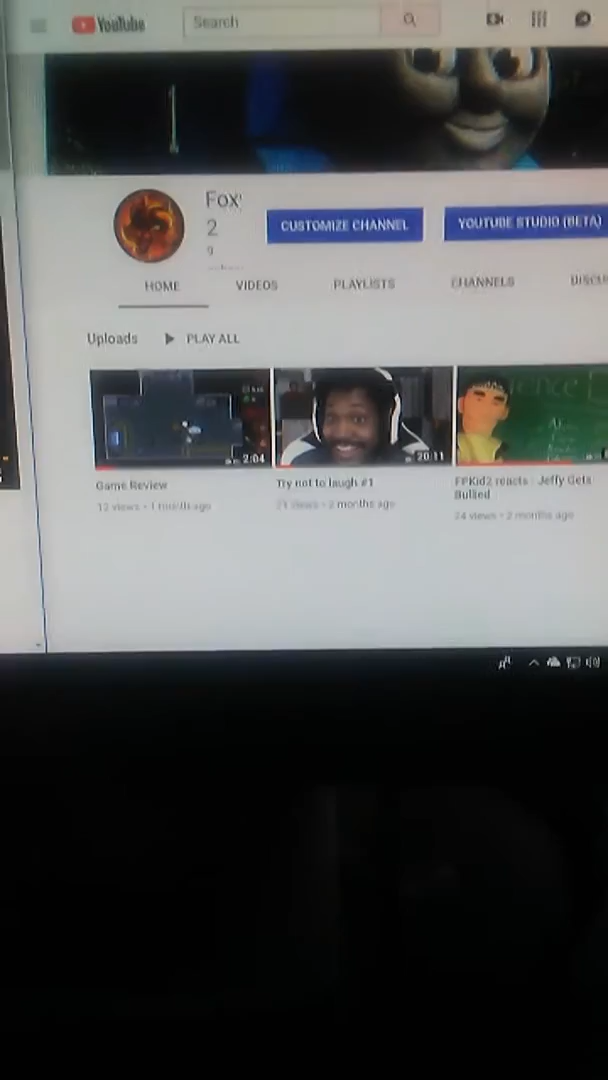 YouTube
Search
Fox
2
CUSTOMIZE CHANNEL
YOUTUBE STUDIO (BETA)
9
HOME
VIDEOS
PLAYLISTS
CHANNELS
DISCU
Uploads
PLAY ALL
2:04
20:11
Game Review
Try not to laugh #1
FPKid2 reacts : Jeffy Gets
Bullied
12 views • 1 month ago
21 views • 2 months ago
24 views • 2 months ago